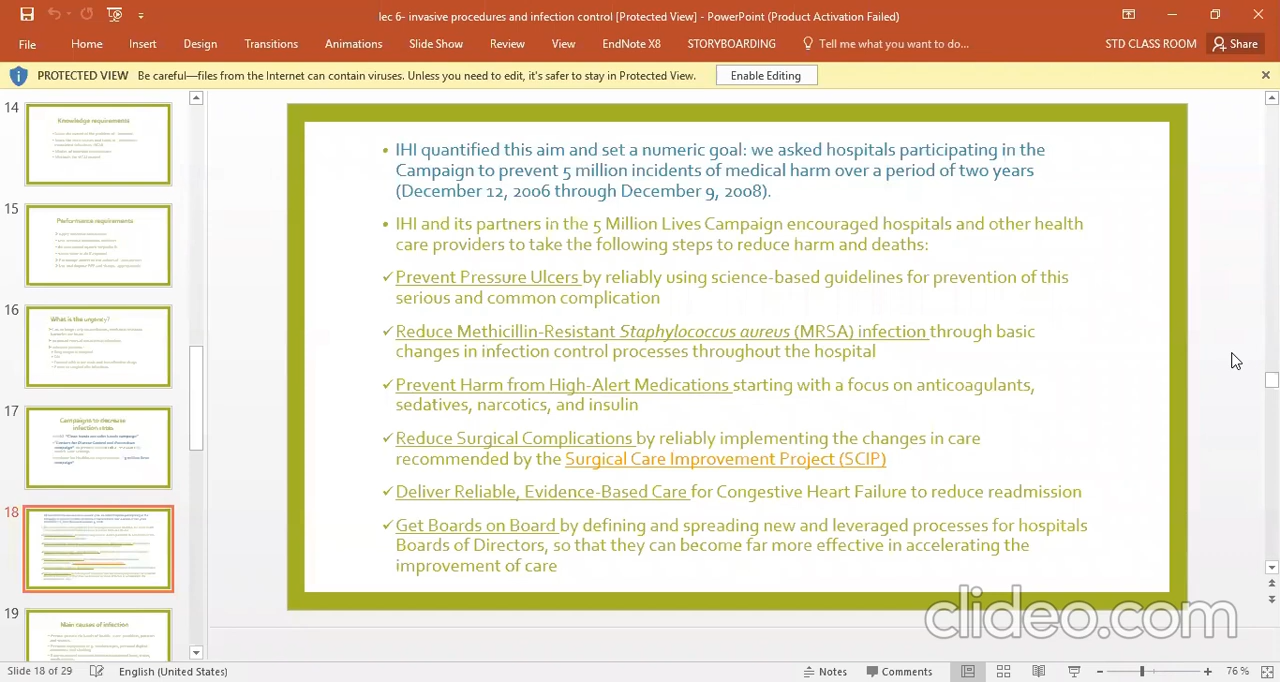 lec 6- invasive procedures and infection control [Protected View] - PowerPoint (Product Activation Failed)
File Home Insert Design Transitions Animations Slide Show Review View EndNote X8 STORYBOARDING Tell me what you want to do... STD CLASS ROOM Share
PROTECTED VIEW Be careful—files from the Internet can contain viruses. Unless you need to edit, it's safer to stay in Protected View. Enable Editing
14
Knowledge requirements
15
Performance requirements
16
What is the urgency?
17
Campaigns to decrease
infection rates
18
19
Main causes of infection
• IHI quantified this aim and set a numeric goal: we asked hospitals participating in the
Campaign to prevent 5 million incidents of medical harm over a period of two years
(December 12, 2006 through December 9, 2008).
• IHI and its partners in the 5 Million Lives Campaign encouraged hospitals and other health
care providers to take the following steps to reduce harm and deaths:
✓ Prevent Pressure Ulcers by reliably using science-based guidelines for prevention of this
serious and common complication
✓ Reduce Methicillin-Resistant Staphylococcus aureus (MRSA) infection through basic
changes in infection control processes throughout the hospital
✓ Prevent Harm from High-Alert Medications starting with a focus on anticoagulants,
sedatives, narcotics, and insulin
✓ Reduce Surgical Complications by reliably implementing the changes in care
recommended by the Surgical Care Improvement Project (SCIP)
✓ Deliver Reliable, Evidence-Based Care for Congestive Heart Failure to reduce readmission
✓ Get Boards on Board by defining and spreading new and leveraged processes for hospitals
Boards of Directors, so that they can become far more effective in accelerating the
improvement of care
clideo.com
Slide 18 of 29 English (United States) Notes Comments 76 %